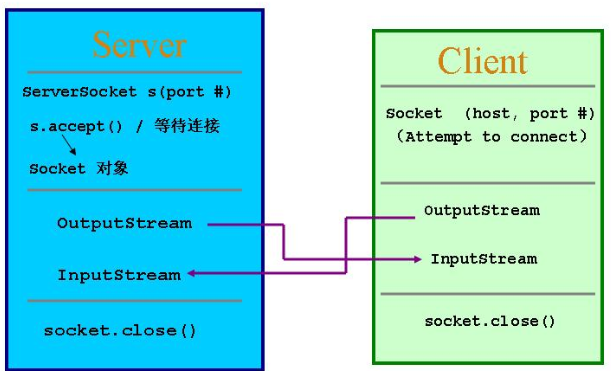 Server
ServerSocket s(port #)
s.accept() / 等待连接
Socket 对象
OutputStream
InputStream
socket.close()
Client
Socket (host, port #)
(Attempt to connect)
OutputStream
InputStream
socket.close()